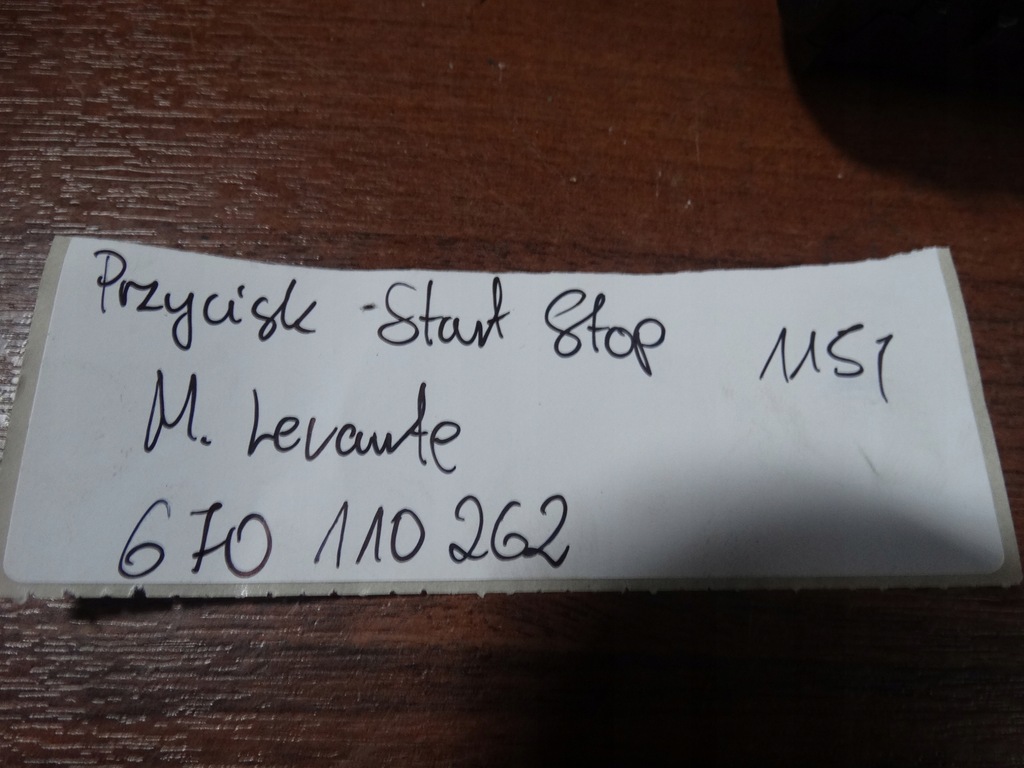 Przycisk - Start Stop 1151
M. Levante
670 110 262